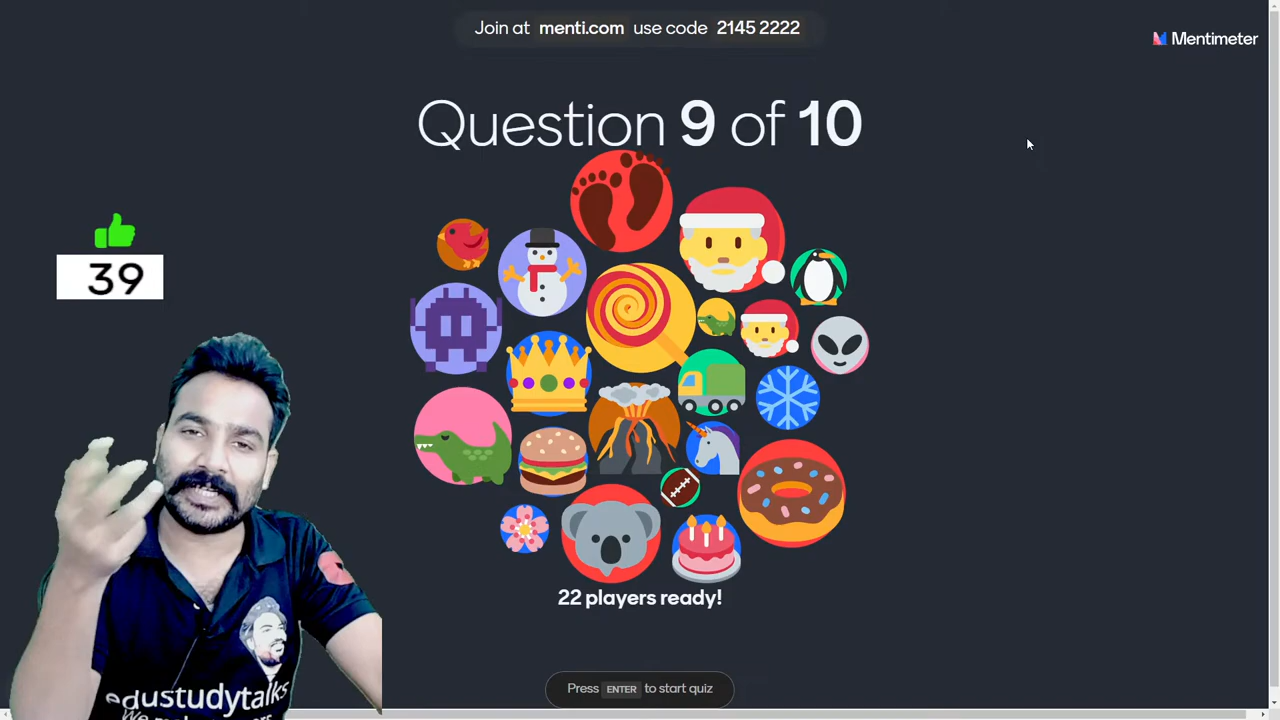 Join at menti.com use code 2145 2222
Mentimeter
Question 9 of 10
39
22 players ready!
Press ENTER to start quiz
edustudytalks